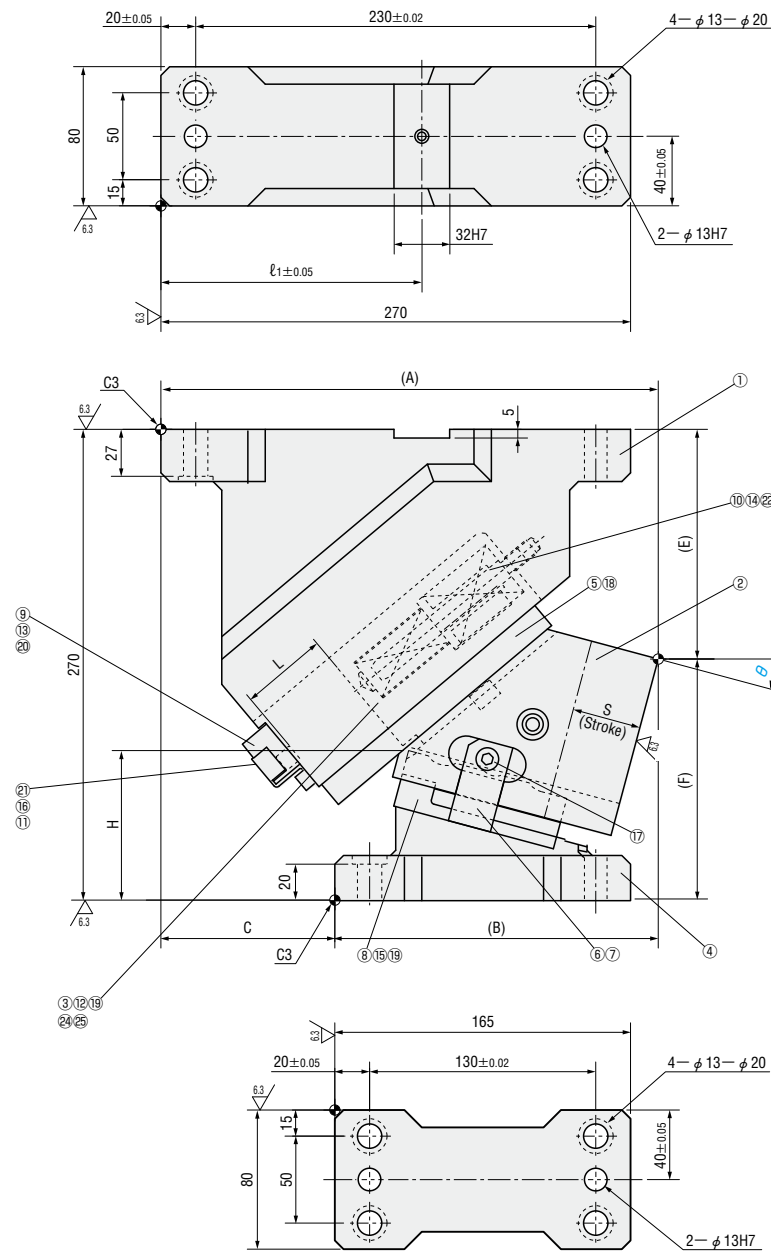 20±0.05
230±0.02
4－φ13－φ20
80
50
15
40±0.05
6.3
32H7
2－φ13H7
ℓ1±0.05
6.3
270
(A)
C3
6.3
①
5
27
(E)
⑩⑭㉒
②
⑤⑱
⑨
⑬
⑳
270
L
θ
S
(Stroke)
6.3
(F)
㉑
⑯
⑪
H
⑰
20
6.3
C
(B)
C3
⑧⑮⑲
⑥⑦
④
③⑫⑲
㉔㉕
165
6.3
20±0.05
130±0.02
4－φ13－φ20
6.3
15
80
50
40±0.05
2－φ13H7